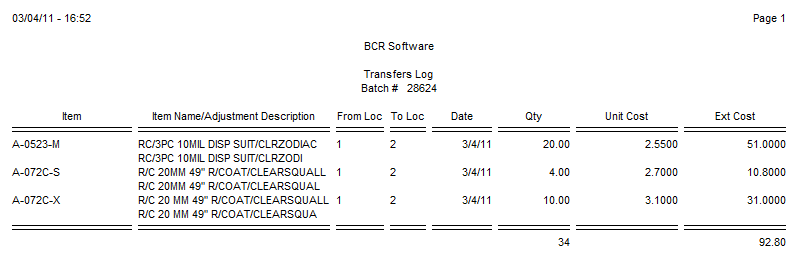 03/04/11 - 16:52 Page 1
BCR Software
Transfers Log
Batch # 28624
Item Item Name/Adjustment Description From Loc To Loc Date Qty Unit Cost Ext Cost
A-0523-M RC/3PC 10MIL DISP SUIT/CLRZODIAC 1 2 3/4/11 20.00 2.5500 51.0000
RC/3PC 10MIL DISP SUIT/CLRZODI
A-072C-S R/C 20MM 49" R/COAT/CLEARSQUALL 1 2 3/4/11 4.00 2.7000 10.8000
R/C 20MM 49" R/COAT/CLEARSQUAL
A-072C-X R/C 20 MM 49" R/COAT/CLEARSQUALL 1 2 3/4/11 10.00 3.1000 31.0000
R/C 20 MM 49" R/COAT/CLEARSQUA
34 92.80